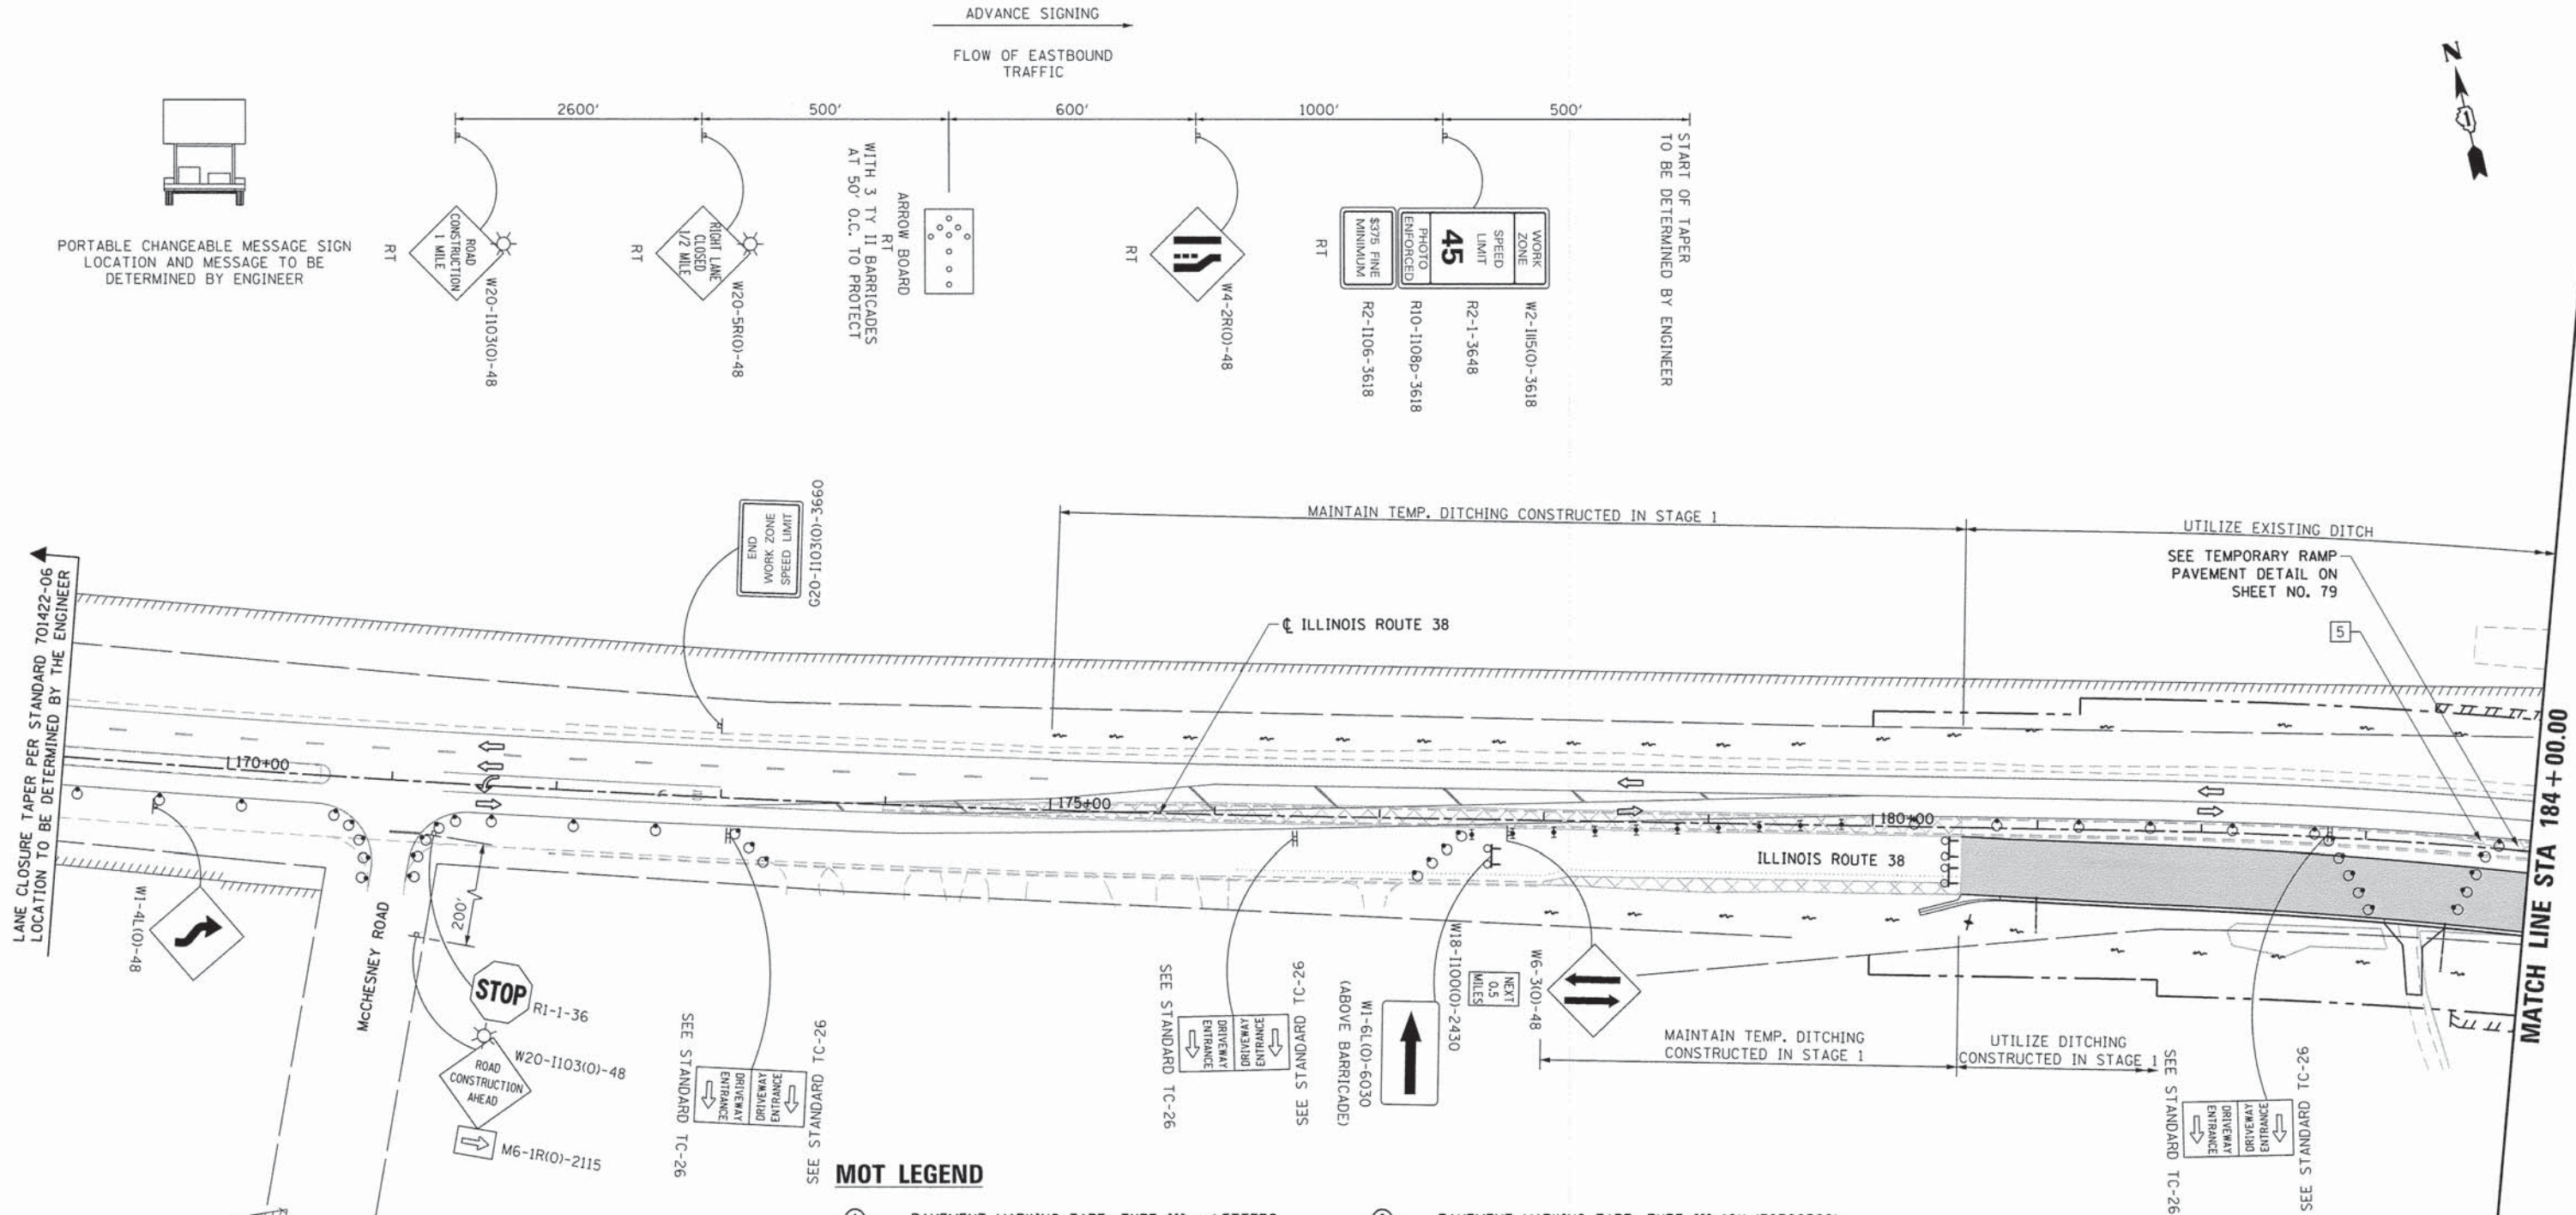 ADVANCE SIGNING
FLOW OF EASTBOUND
TRAFFIC
N
2600'
500'
600'
1000'
500'
PORTABLE CHANGEABLE MESSAGE SIGN
LOCATION AND MESSAGE TO BE
DETERMINED BY ENGINEER
RT
ROAD
CONSTRUCTION
1 MILE
W20-I103(O)-48
RT
RIGHT LANE
CLOSED
1/2 MILE
W20-5R(O)-48
ARROW BOARD
RT
WITH 3 TY II BARRICADES
AT 50' O.C. TO PROTECT
RT
W4-2R(O)-48
RT
WORK
ZONE
SPEED
LIMIT
45
PHOTO
ENFORCED
$375 FINE
MINIMUM
W2-I115(O)-3618
R2-1-3648
R10-I108p-3618
R2-I106-3618
START OF TAPER
TO BE DETERMINED BY ENGINEER
END
WORK ZONE
SPEED LIMIT
G20-I103(O)-3660
MAINTAIN TEMP. DITCHING CONSTRUCTED IN STAGE 1
UTILIZE EXISTING DITCH
SEE TEMPORARY RAMP
PAVEMENT DETAIL ON
SHEET NO. 79
5
℄ ILLINOIS ROUTE 38
LANE CLOSURE TAPER PER STANDARD 701422-06
LOCATION TO BE DETERMINED BY THE ENGINEER
170+00
175+00
180+00
ILLINOIS ROUTE 38
MATCH LINE STA 184+00.00
W1-4L(O)-48
McCHESNEY ROAD
200'
STOP
R1-1-36
W20-I103(O)-48
ROAD
CONSTRUCTION
AHEAD
M6-1R(O)-2115
SEE STANDARD TC-26
DRIVEWAY
ENTRANCE
DRIVEWAY
ENTRANCE
SEE STANDARD TC-26
SEE STANDARD TC-26
DRIVEWAY
ENTRANCE
DRIVEWAY
ENTRANCE
SEE STANDARD TC-26
W1-6L(O)-6030
(ABOVE BARRICADE)
W18-I100(O)-2430
NEXT
0.5
MILES
W6-3(O)-48
MAINTAIN TEMP. DITCHING
CONSTRUCTED IN STAGE 1
UTILIZE DITCHING
CONSTRUCTED IN STAGE 1
SEE STANDARD TC-26
DRIVEWAY
ENTRANCE
DRIVEWAY
ENTRANCE
SEE STANDARD TC-26
MOT LEGEND